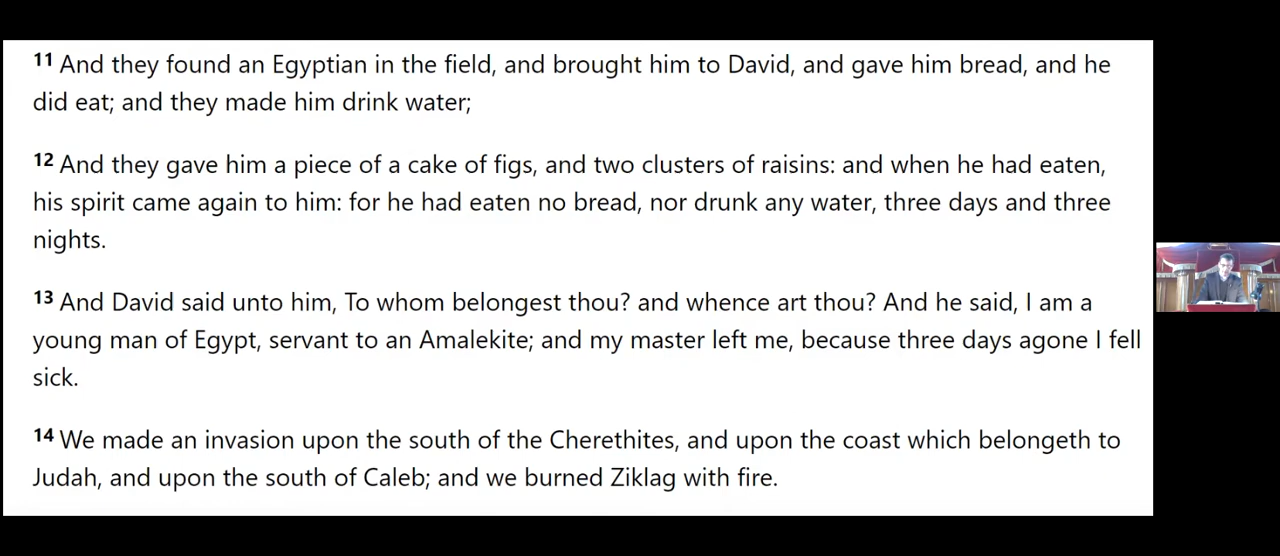 11 And they found an Egyptian in the field, and brought him to David, and gave him bread, and he
did eat; and they made him drink water;
12 And they gave him a piece of a cake of figs, and two clusters of raisins: and when he had eaten,
his spirit came again to him: for he had eaten no bread, nor drunk any water, three days and three
nights.
13 And David said unto him, To whom belongest thou? and whence art thou? And he said, I am a
young man of Egypt, servant to an Amalekite; and my master left me, because three days agone I fell
sick.
14 We made an invasion upon the south of the Cherethites, and upon the coast which belongeth to
Judah, and upon the south of Caleb; and we burned Ziklag with fire.